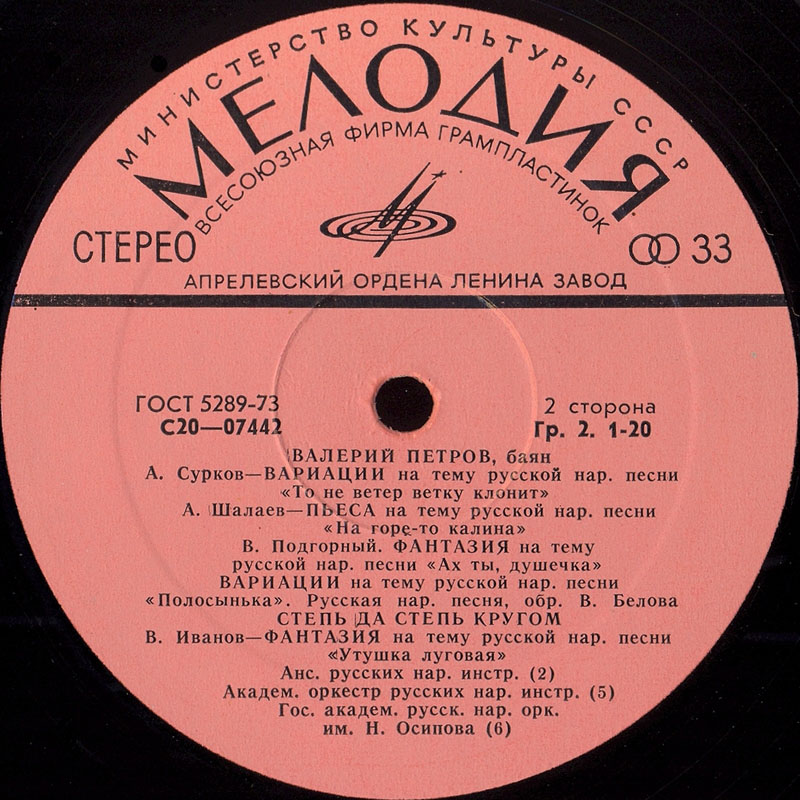 МИНИСТЕРСТВО КУЛЬТУРЫ СССР
МЕЛОДИЯ
ВСЕСОЮЗНАЯ ФИРМА ГРАМПЛАСТИНОК
СТЕРЕО
33
АПРЕЛЕВСКИЙ ОРДЕНА ЛЕНИНА ЗАВОД
ГОСТ 5289-73
2 сторона
С20—07442
Гр. 2. 1-20
ВАЛЕРИЙ ПЕТРОВ, баян
А. Сурков—ВАРИАЦИИ на тему русской нар. песни
«То не ветер ветку клонит»
А. Шалаев—ПЬЕСА на тему русской нар. песни
«На горе-то калина»
В. Подгорный. ФАНТАЗИЯ на тему
русской нар. песни «Ах ты, душечка»
ВАРИАЦИИ на тему русской нар. песни
«Полосынька». Русская нар. песня, обр. В. Белова
СТЕПЬ ДА СТЕПЬ КРУГОМ
В. Иванов—ФАНТАЗИЯ на тему русской нар. песни
«Утушка луговая»
Анс. русских нар. инстр. (2)
Академ. оркестр русских нар. инстр. (5)
Гос. академ. русск. нар. орк.
им. Н. Осипова (6)